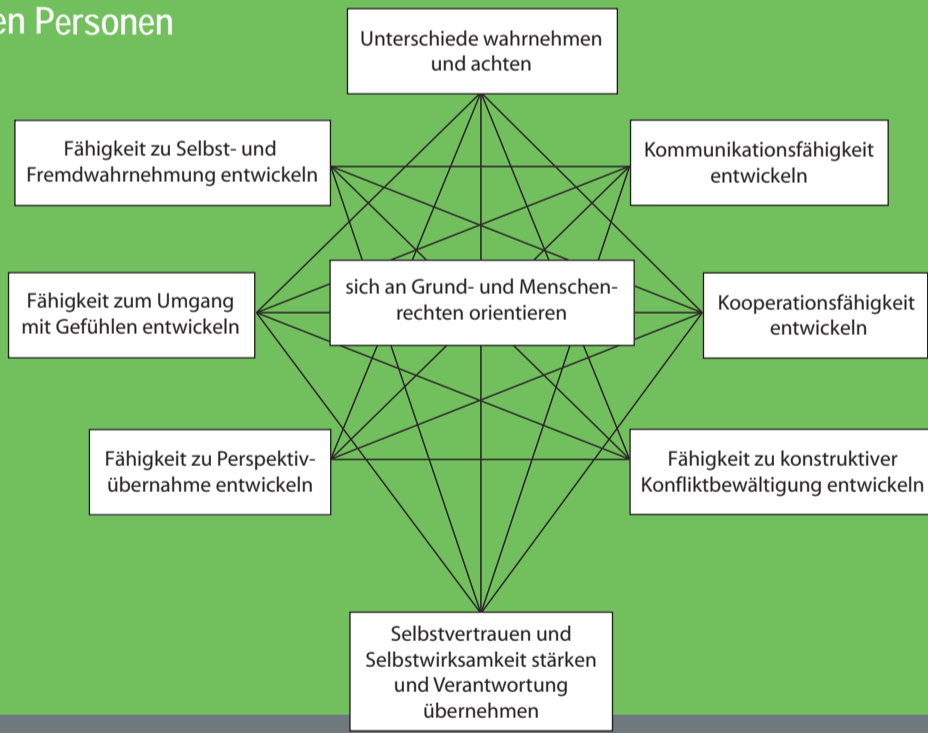 en Personen
Unterschiede wahrnehmen
und achten
Fähigkeit zu Selbst- und
Fremdwahrnehmung entwickeln
Kommunikationsfähigkeit
entwickeln
Fähigkeit zum Umgang
mit Gefühlen entwickeln
sich an Grund- und Menschen-
rechten orientieren
Kooperationsfähigkeit
entwickeln
Fähigkeit zu Perspektiv-
übernahme entwickeln
Fähigkeit zu konstruktiver
Konfliktbewältigung entwickeln
Selbstvertrauen und
Selbstwirksamkeit stärken
und Verantwortung
übernehmen